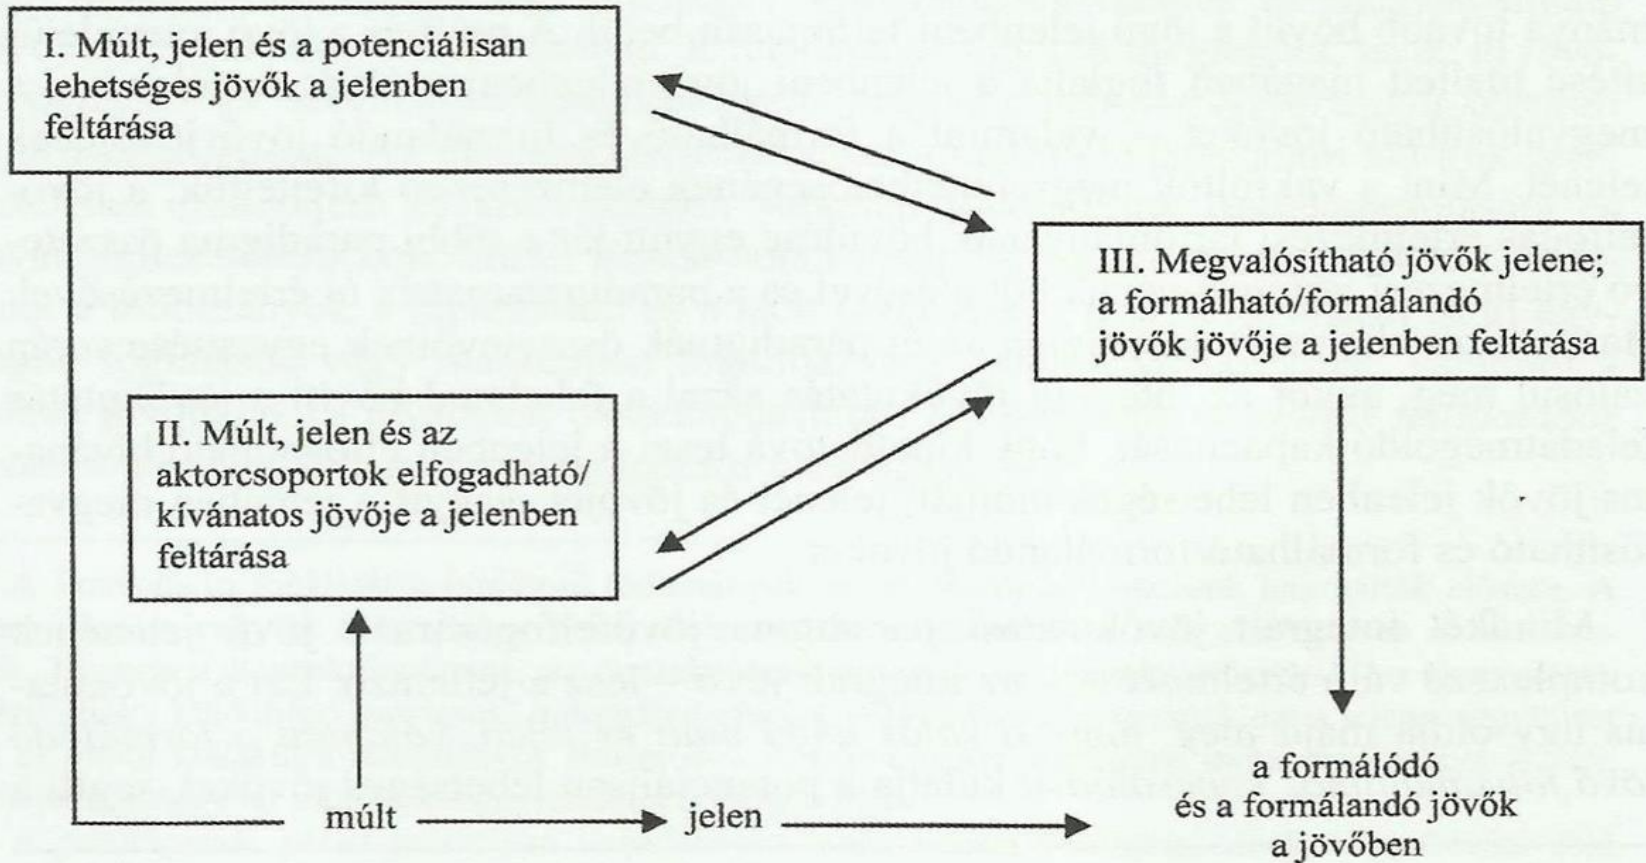 I. Múlt, jelen és a potenciálisan
lehetséges jövők a jelenben
feltárása
III. Megvalósítható jövők jelene;
a formálható/formálandó
jövők jövője a jelenben feltárása
II. Múlt, jelen és az
aktorcsoportok elfogadható/
kívánatos jövője a jelenben
feltárása
múlt
jelen
a formálódó
és a formálandó jövők
a jövőben